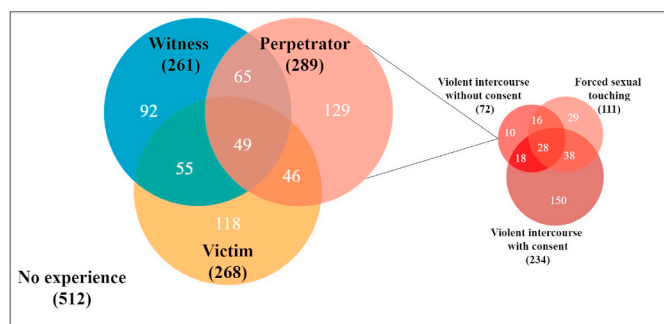 Witness
(261)
Perpetrator
(289)
92
65
129
49
55
46
118
Victim
(268)
No experience
(512)
Violent intercourse
without consent
(72)
Forced sexual
touching
(111)
10
16
29
28
18
38
150
Violent intercourse
with consent
(234)